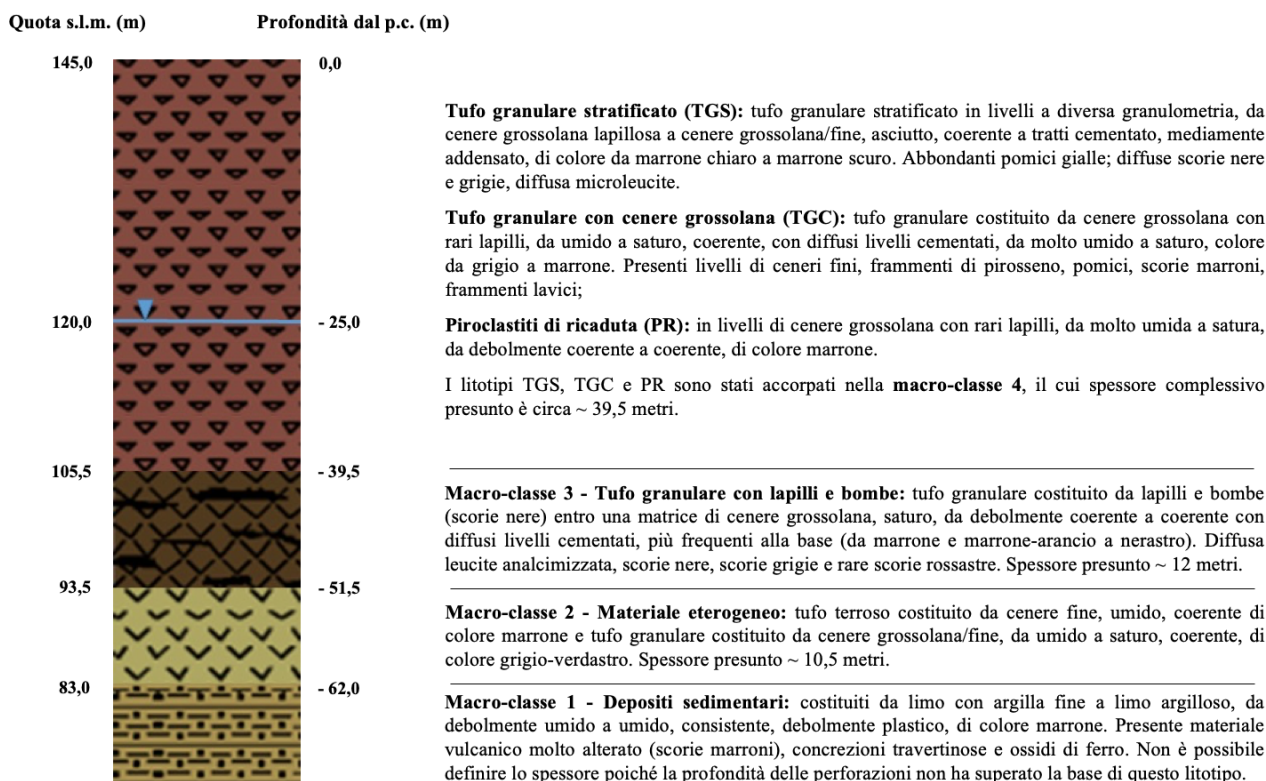 Quota s.l.m. (m) Profondità dal p.c. (m)
145,0 0,0
Tufo granulare stratificato (TGS): tufo granulare stratificato in livelli a diversa granulometria, da
cenere grossolana lapillosa a cenere grossolana/fine, asciutto, coerente a tratti cementato, mediamente
addensato, di colore da marrone chiaro a marrone scuro. Abbondanti pomici gialle; diffuse scorie nere
e grigie, diffusa microleucite.
Tufo granulare con cenere grossolana (TGC): tufo granulare costituito da cenere grossolana con
rari lapilli, da umido a saturo, coerente, con diffusi livelli cementati, da molto umido a saturo, colore
da grigio a marrone. Presenti livelli di ceneri fini, frammenti di pirosseno, pomici, scorie marroni,
frammenti lavici;
120,0 - 25,0
Piroclastiti di ricaduta (PR): in livelli di cenere grossolana con rari lapilli, da molto umida a satura,
da debolmente coerente a coerente, di colore marrone.
I litotipi TGS, TGC e PR sono stati accorpati nella macro-classe 4, il cui spessore complessivo
presunto è circa ~ 39,5 metri.
105,5 - 39,5
Macro-classe 3 - Tufo granulare con lapilli e bombe: tufo granulare costituito da lapilli e bombe
(scorie nere) entro una matrice di cenere grossolana, saturo, da debolmente coerente a coerente con
diffusi livelli cementati, più frequenti alla base (da marrone e marrone-arancio a nerastro). Diffusa
leucite analcimizzata, scorie nere, scorie grigie e rare scorie rossastre. Spessore presunto ~ 12 metri.
93,5 - 51,5
Macro-classe 2 - Materiale eterogeneo: tufo terroso costituito da cenere fine, umido, coerente di
colore marrone e tufo granulare costituito da cenere grossolana/fine, da umido a saturo, coerente, di
colore grigio-verdastro. Spessore presunto ~ 10,5 metri.
83,0 - 62,0
Macro-classe 1 - Depositi sedimentari: costituiti da limo con argilla fine a limo argilloso, da
debolmente umido a umido, consistente, debolmente plastico, di colore marrone. Presente materiale
vulcanico molto alterato (scorie marroni), concrezioni travertinose e ossidi di ferro. Non è possibile
definire lo spessore poiché la profondità delle perforazioni non ha superato la base di questo litotipo.